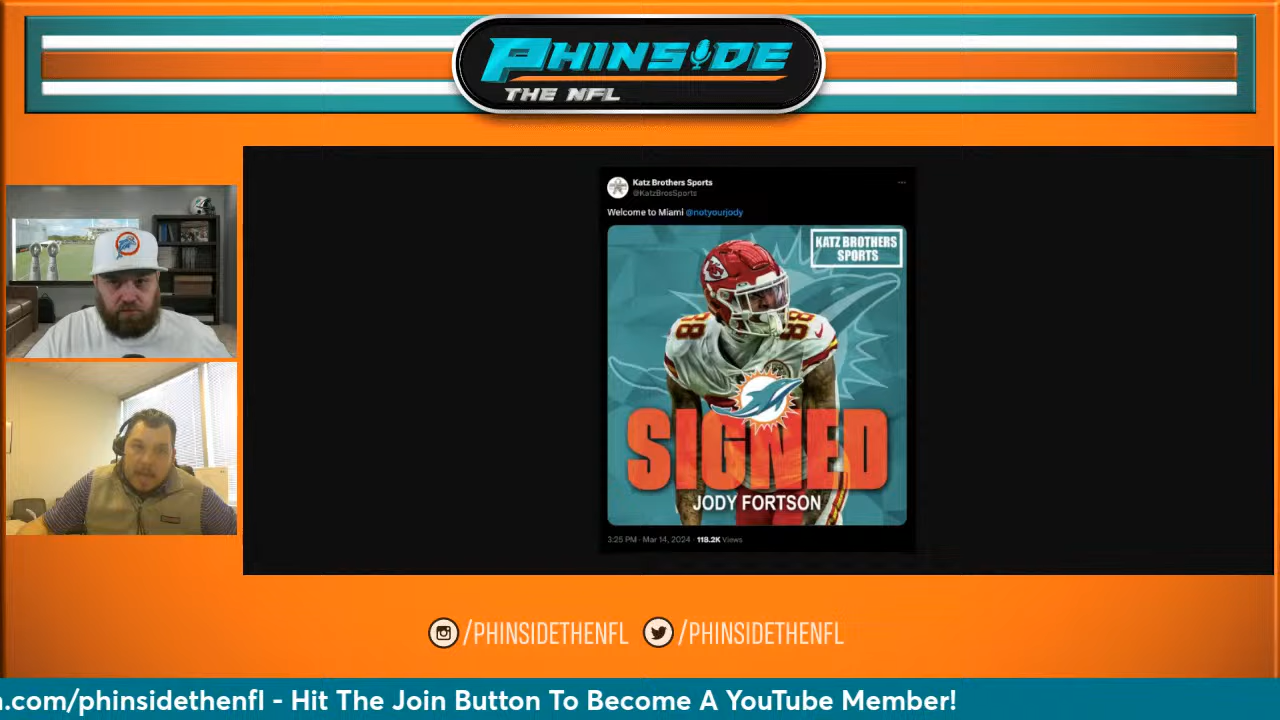 PHINSIDE
THE NFL
Katz Brothers Sports
@KatzBrosSports
Welcome to Miami @notyourjody
KATZ BROTHERS
SPORTS
88 88
SIGNED
JODY FORTSON
3:25 PM · Mar 14, 2024 · 118.2K Views
/PHINSIDETHENFL /PHINSIDETHENFL
.com/phinsidethenfl - Hit The Join Button To Become A YouTube Member!